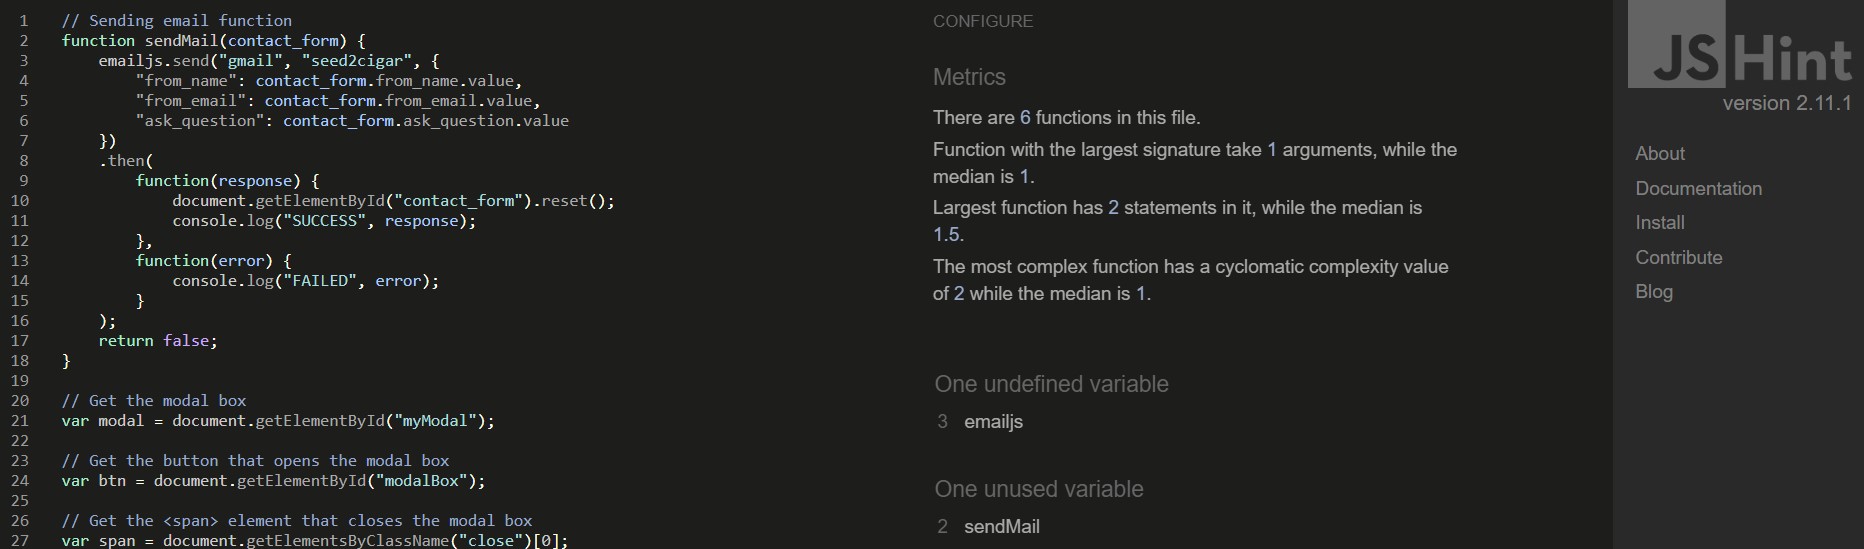 1 // Sending email function
2 function sendMail(contact_form) {
3 emailjs.send("gmail", "seed2cigar", {
4 "from_name": contact_form.from_name.value,
5 "from_email": contact_form.from_email.value,
6 "ask_question": contact_form.ask_question.value
7 })
8 .then(
9 function(response) {
10 document.getElementById("contact_form").reset();
11 console.log("SUCCESS", response);
12 },
13 function(error) {
14 console.log("FAILED", error);
15 }
16 );
17 return false;
18 }
19
20 // Get the modal box
21 var modal = document.getElementById("myModal");
22
23 // Get the button that opens the modal box
24 var btn = document.getElementById("modalBox");
25
26 // Get the <span> element that closes the modal box
27 var span = document.getElementsByClassName("close")[0];
CONFIGURE
Metrics
There are 6 functions in this file.
Function with the largest signature take 1 arguments, while the
median is 1.
Largest function has 2 statements in it, while the median is
1.5.
The most complex function has a cyclomatic complexity value
of 2 while the median is 1.
One undefined variable
3 emailjs
One unused variable
2 sendMail
JSHint
version 2.11.1
About
Documentation
Install
Contribute
Blog